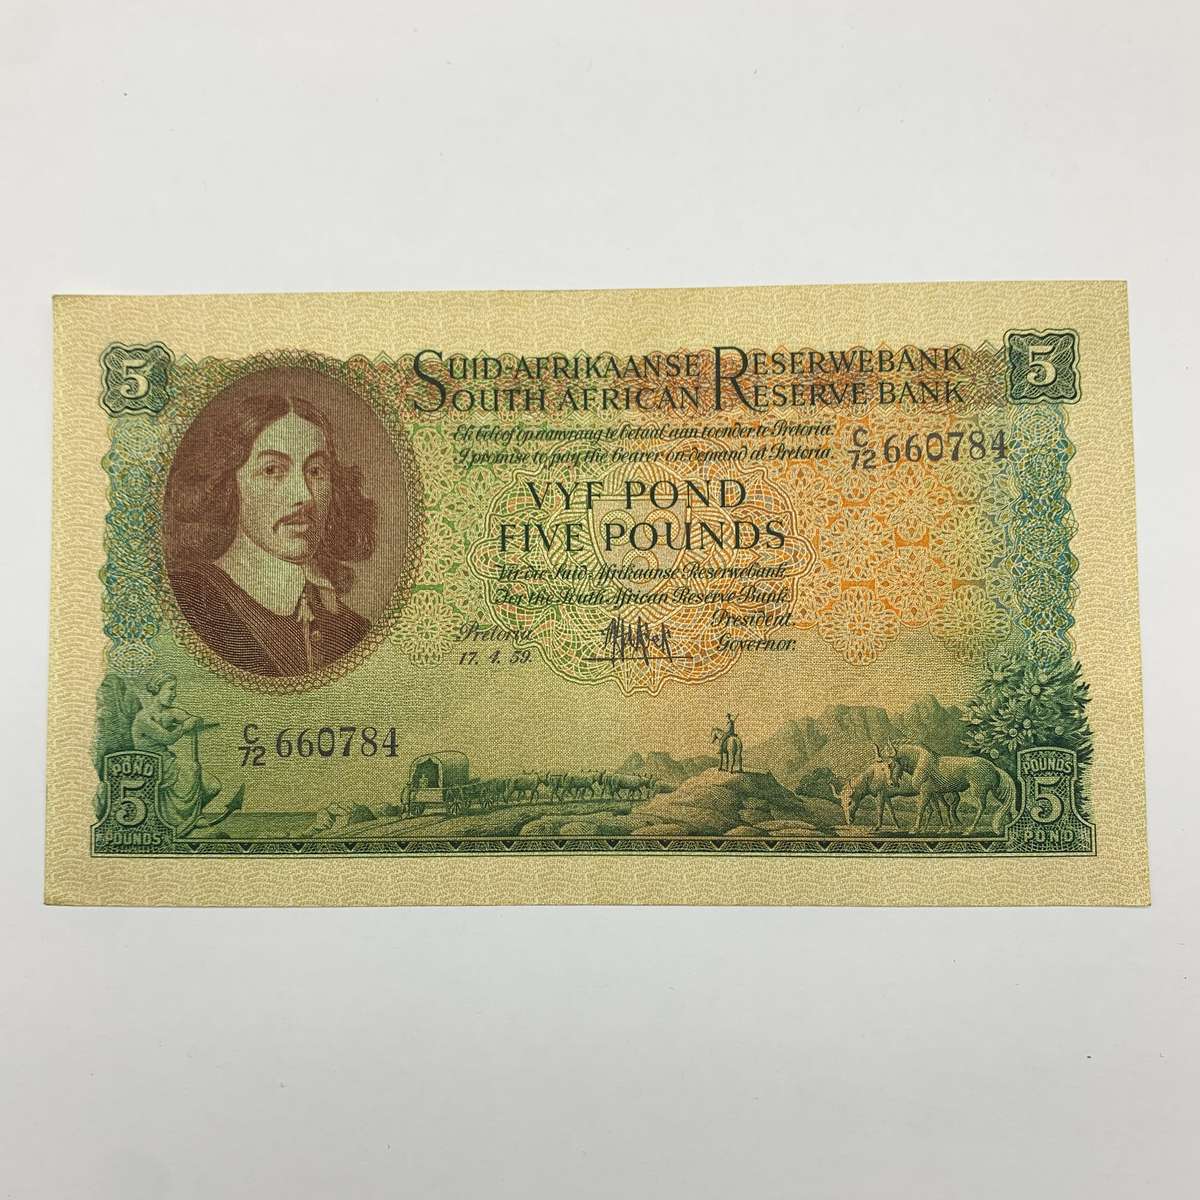 5
5
SUID-AFRIKAANSE RESERWEBANK
SOUTH AFRICAN RESERVE BANK
Ek beloof op aanvraag te betaal aan toonder te Pretoria.
I promise to pay the bearer on demand at Pretoria.
C/72 660784
VYF POND
FIVE POUNDS
Vir die Suid-Afrikaanse Reserwebank
For the South African Reserve Bank
Pretoria
17. 4. 59.
President.
Governor.
C/72 660784
POND
5
POUNDS
POUNDS
5
POND